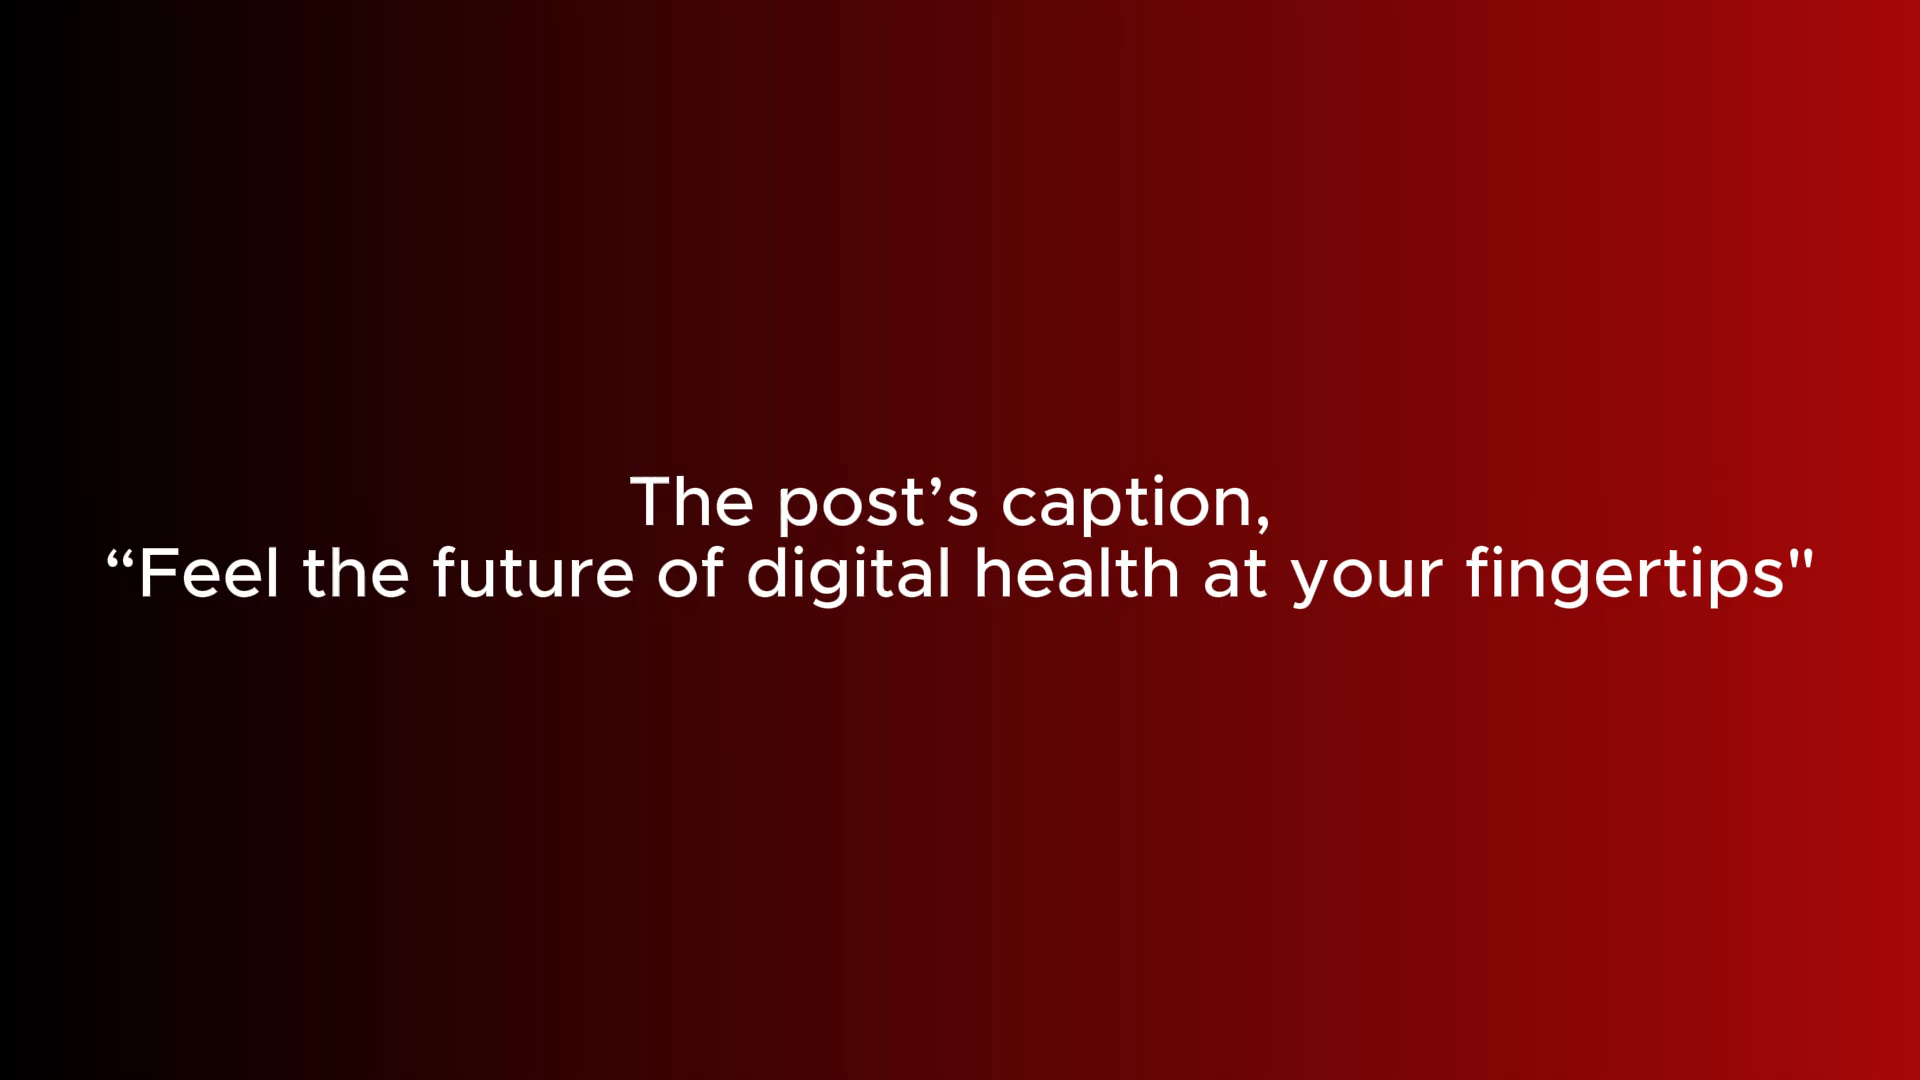 The post’s caption,
“Feel the future of digital health at your fingertips"